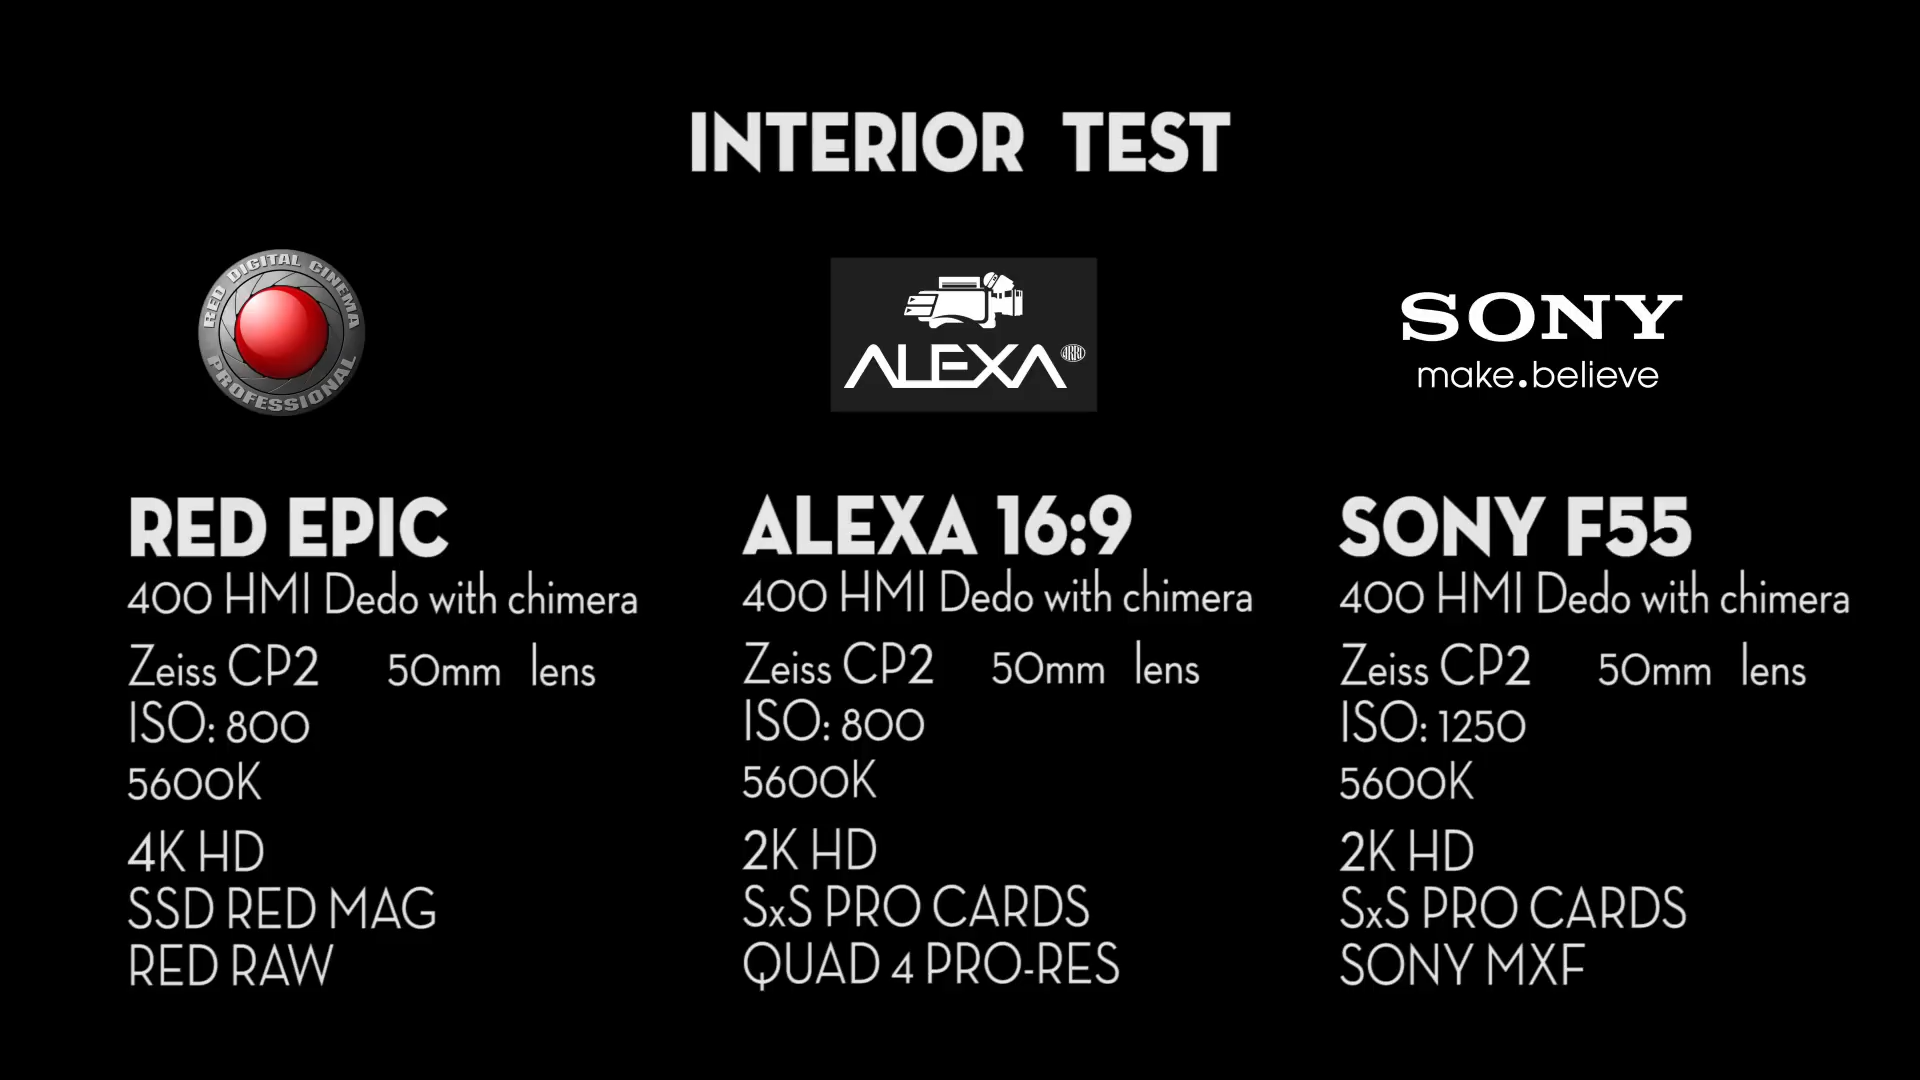 INTERIOR TEST
RED DIGITAL CINEMA
PROFESSIONAL
ALEXA ARRI
SONY
make.believe
RED EPIC
400 HMI Dedo with chimera
Zeiss CP2 50mm lens
ISO: 800
5600K
4K HD
SSD RED MAG
RED RAW
ALEXA 16:9
400 HMI Dedo with chimera
Zeiss CP2 50mm lens
ISO: 800
5600K
2K HD
SxS PRO CARDS
QUAD 4 PRO-RES
SONY F55
400 HMI Dedo with chimera
Zeiss CP2 50mm lens
ISO: 1250
5600K
2K HD
SxS PRO CARDS
SONY MXF